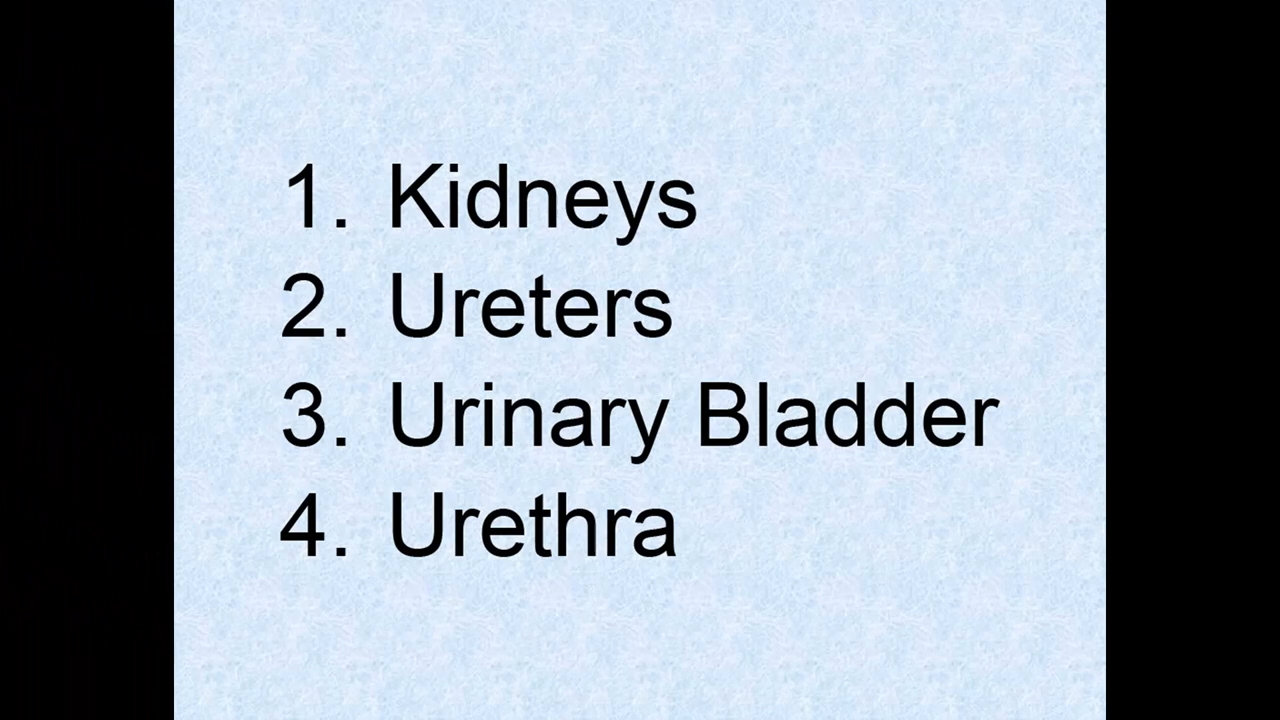 1. Kidneys
2. Ureters
3. Urinary Bladder
4. Urethra